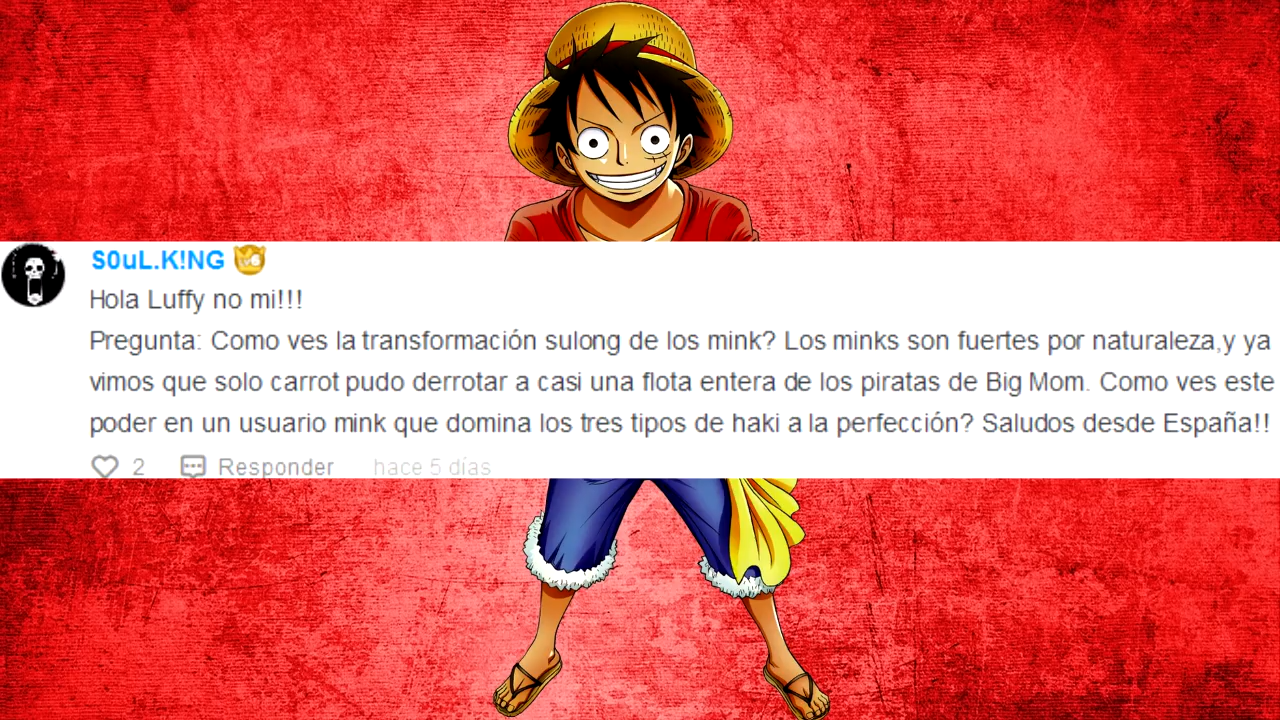 S0uL.K!NG
Hola Luffy no mi!!!
Pregunta: Como ves la transformación sulong de los mink? Los minks son fuertes por naturaleza,y ya
vimos que solo carrot pudo derrotar a casi una flota entera de los piratas de Big Mom. Como ves este
poder en un usuario mink que domina los tres tipos de haki a la perfección? Saludos desde España!!
2 Responder hace 5 días